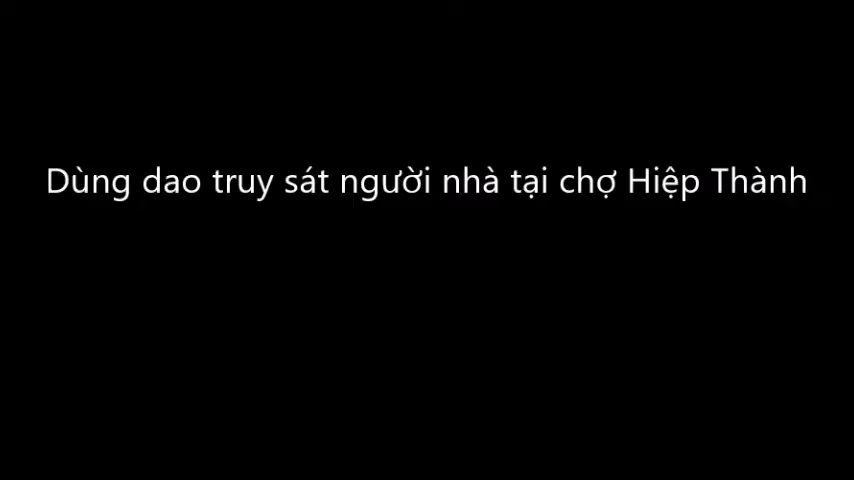 Dùng dao truy sát người nhà tại chợ Hiệp Thành